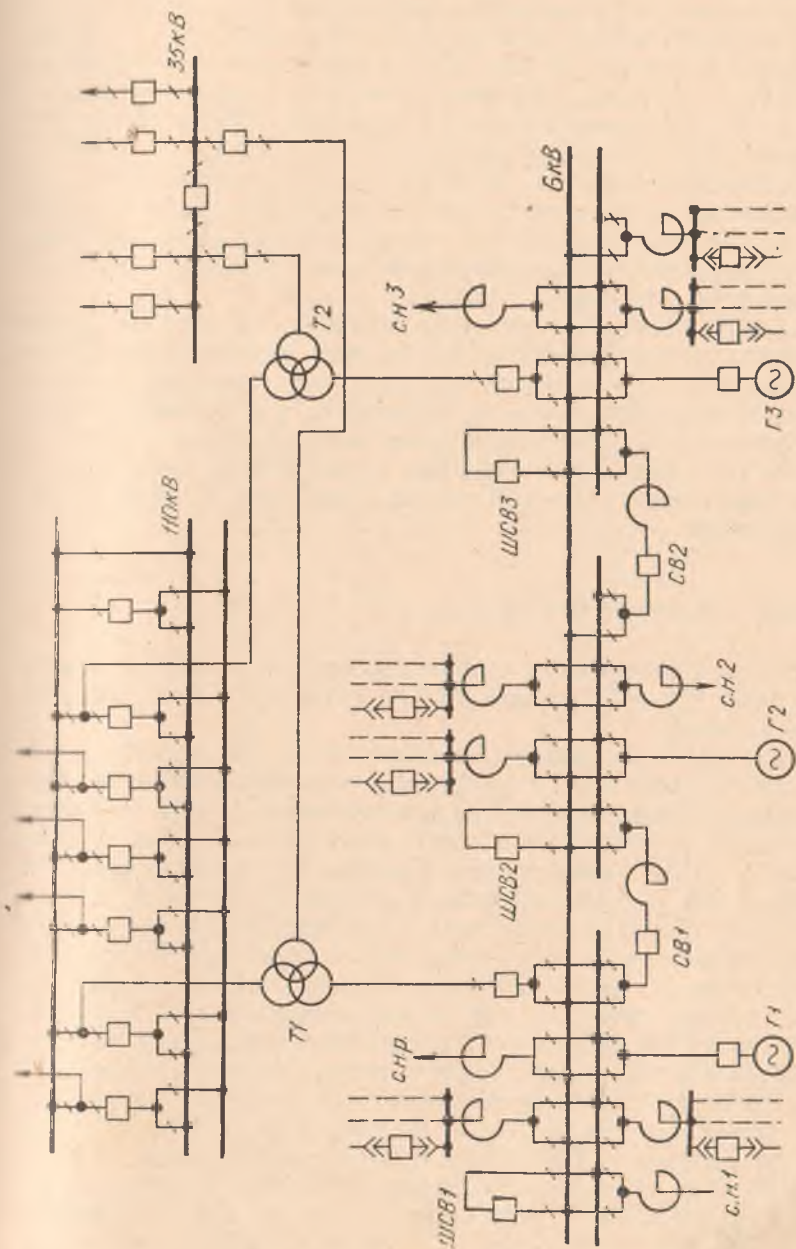 35кВ
110кВ
Т2
Т1
6кВ
с.н.3
ШСВ3
Г3
СВ2
с.н.2
Г2
ШСВ2
СВ1
с.н.р.
Г1
ШСВ1
с.н.1